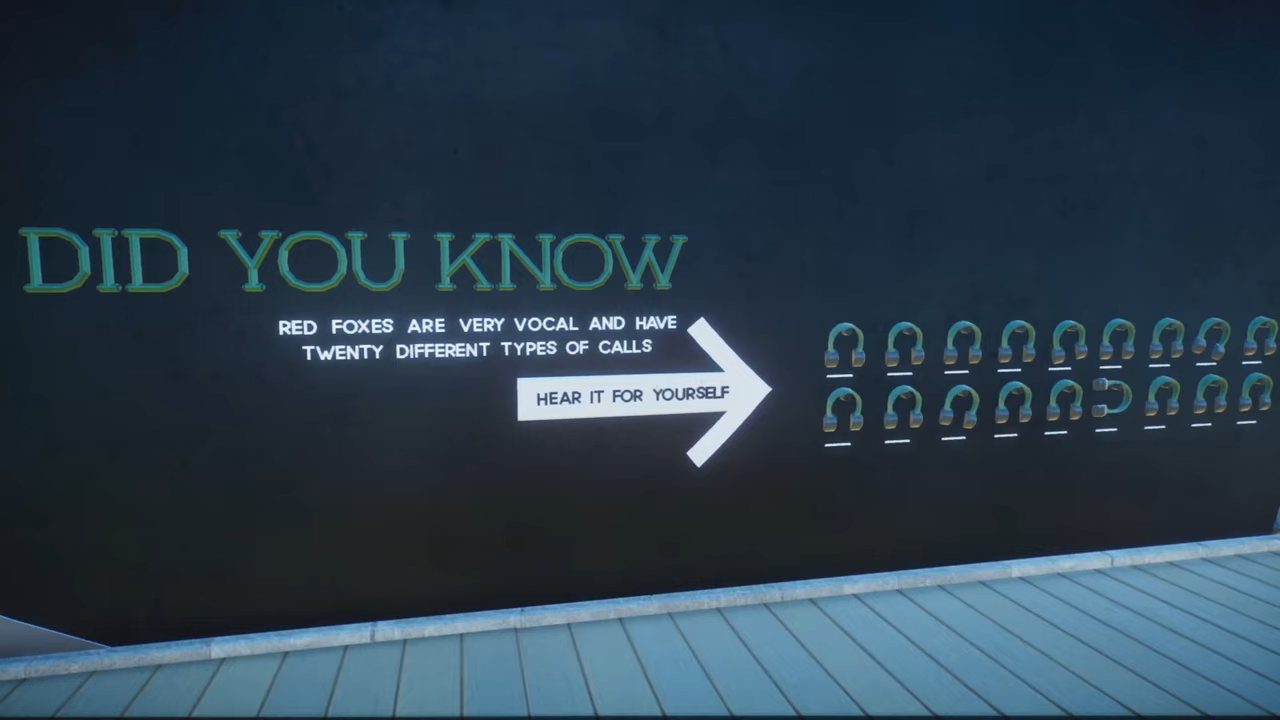 DID YOU KNOW
RED FOXES ARE VERY VOCAL AND HAVE
TWENTY DIFFERENT TYPES OF CALLS
HEAR IT FOR YOURSELF